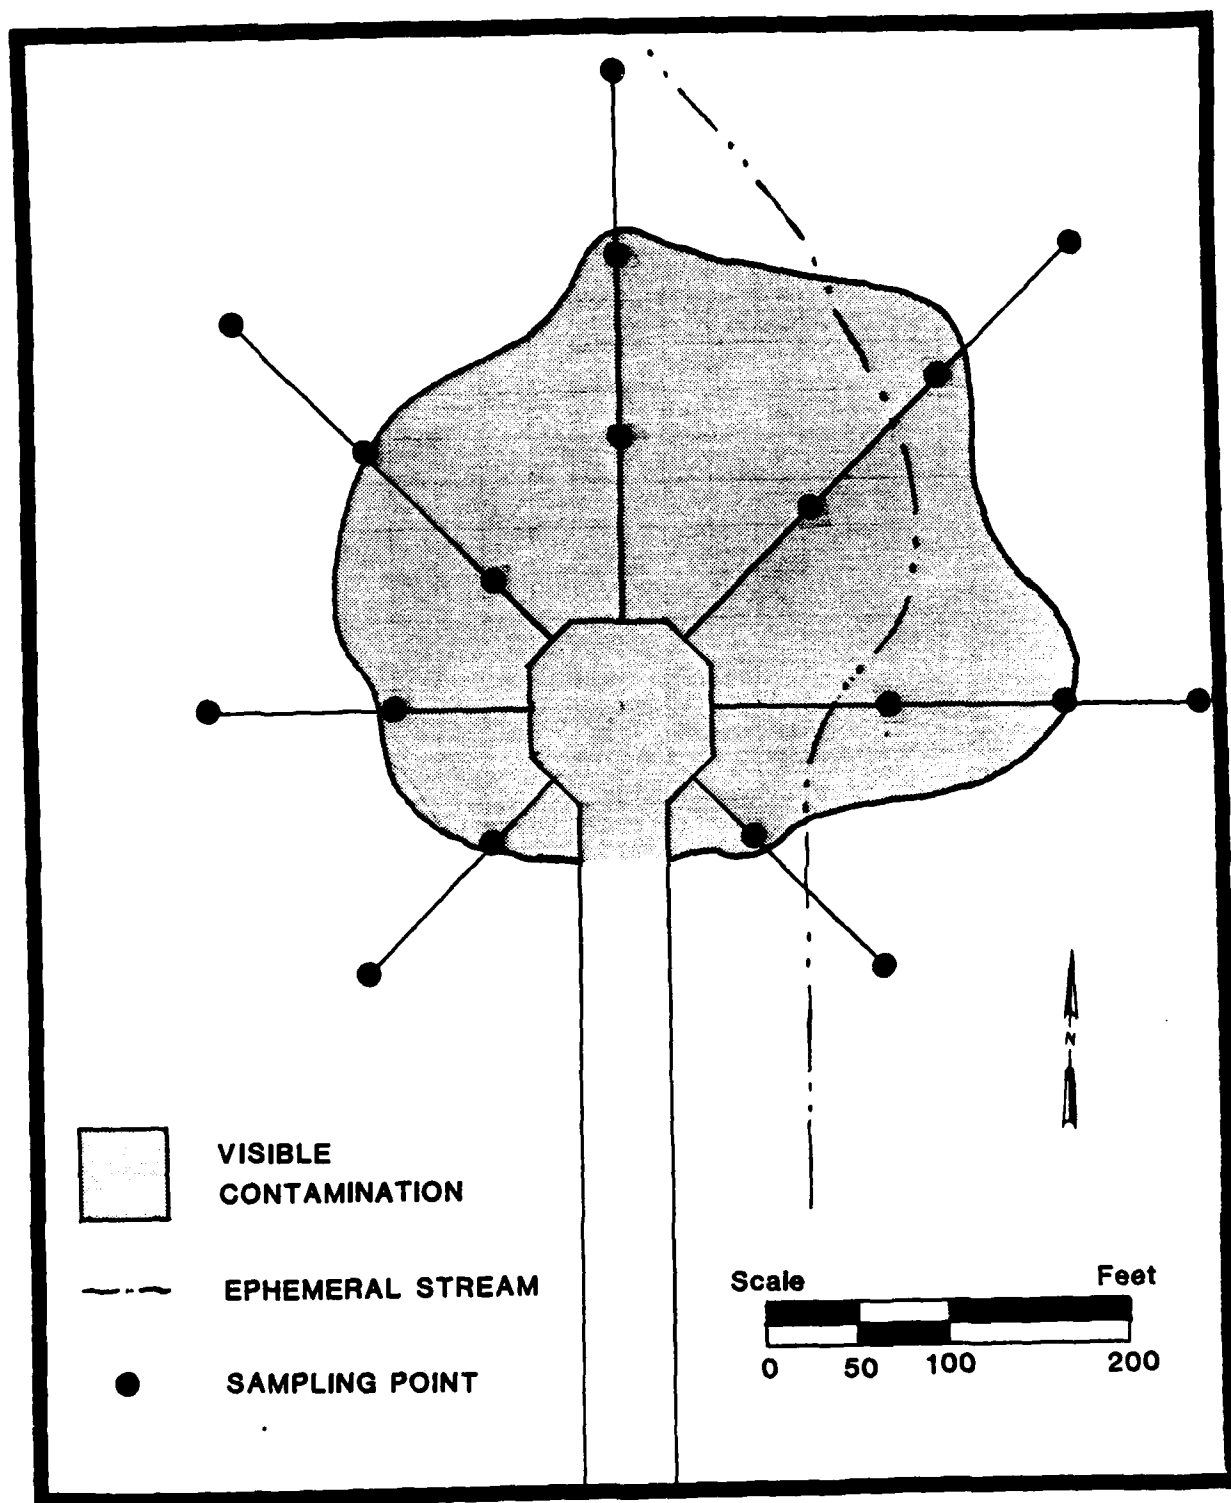 N
VISIBLE
CONTAMINATION
EPHEMERAL STREAM
SAMPLING POINT
Scale Feet
0 50 100 200